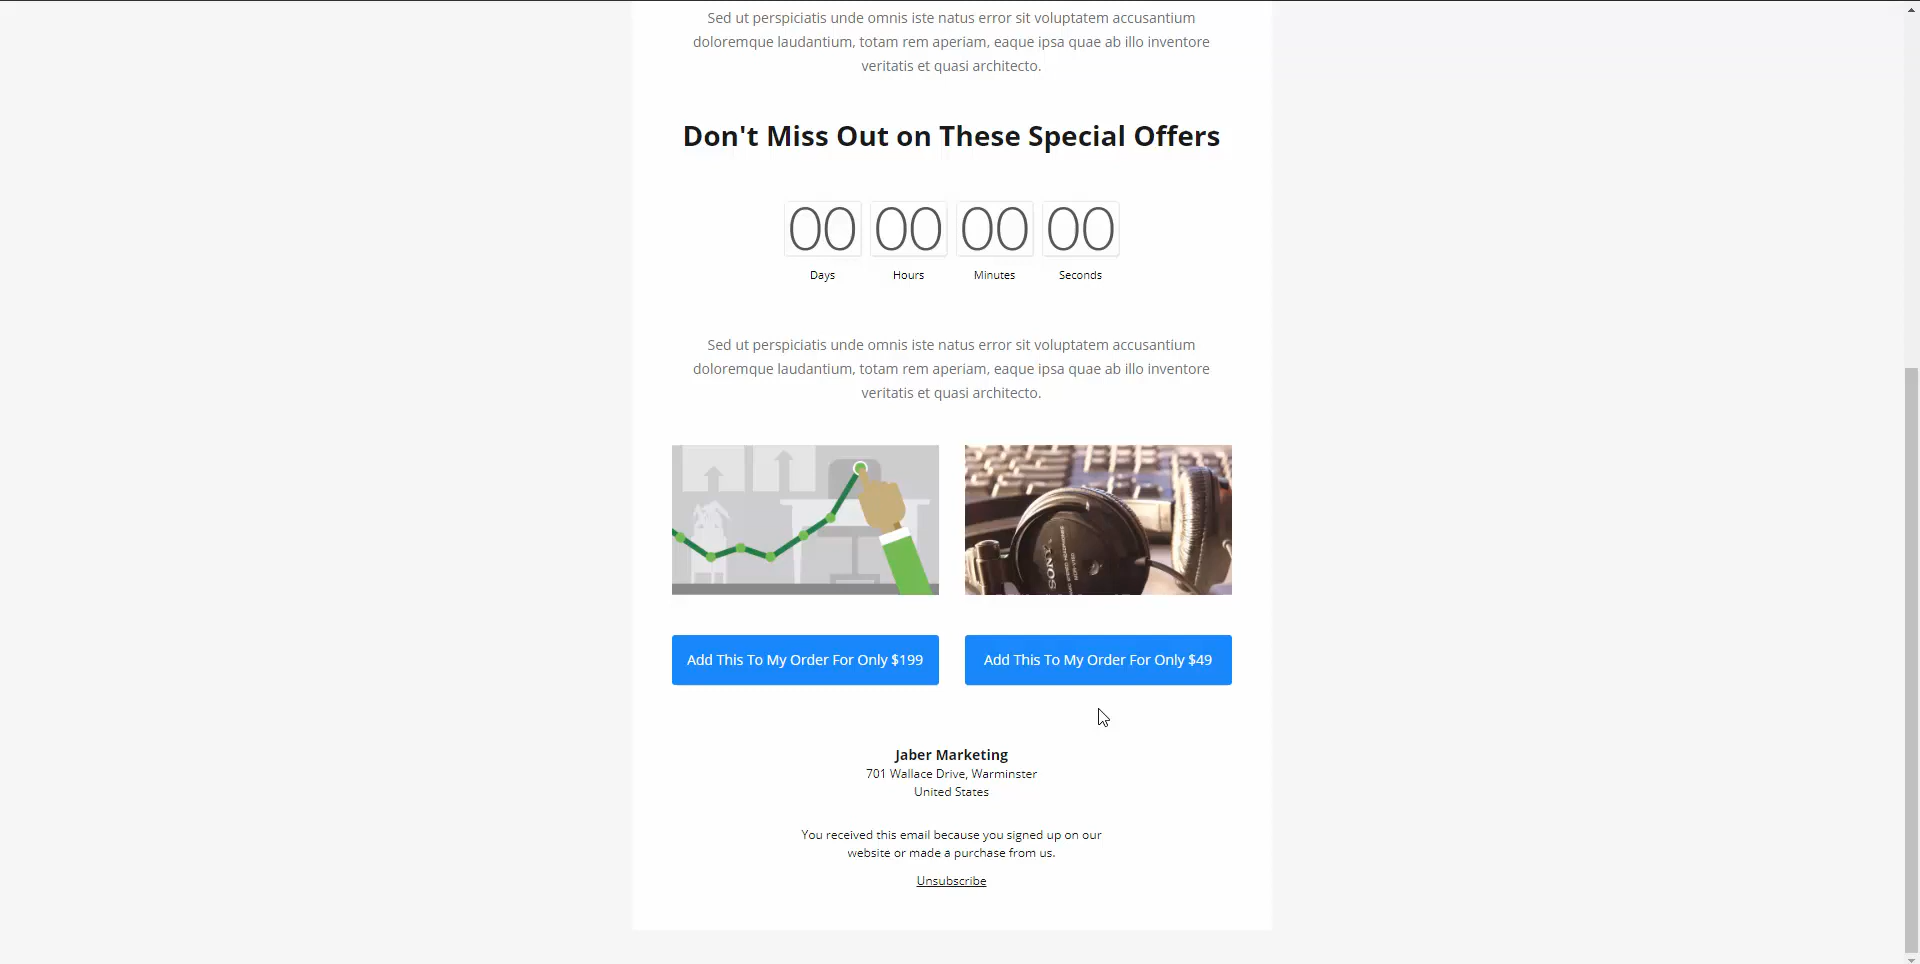 Sed ut perspiciatis unde omnis iste natus error sit voluptatem accusantium
doloremque laudantium, totam rem aperiam, eaque ipsa quae ab illo inventore
veritatis et quasi architecto.
Don't Miss Out on These Special Offers
00 00 00 00
Days Hours Minutes Seconds
Sed ut perspiciatis unde omnis iste natus error sit voluptatem accusantium
doloremque laudantium, totam rem aperiam, eaque ipsa quae ab illo inventore
veritatis et quasi architecto.
SONY
Add This To My Order For Only $199
Add This To My Order For Only $49
Jaber Marketing
701 Wallace Drive, Warminster
United States
You received this email because you signed up on our
website or made a purchase from us.
Unsubscribe